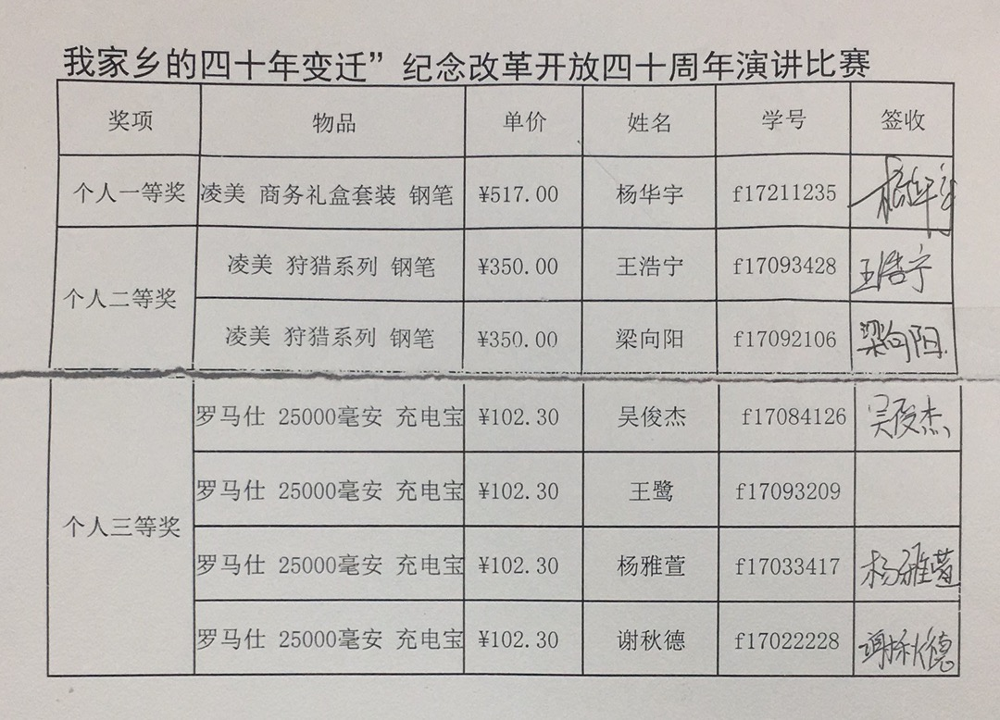 我家乡的四十年变迁”纪念改革开放四十周年演讲比赛
奖项 物品 单价 姓名 学号 签收
个人一等奖 凌美 商务礼盒套装 钢笔 ¥517.00 杨华宇 f17211235 杨华宇
个人二等奖 凌美 狩猎系列 钢笔 ¥350.00 王浩宁 f17093428 王浩宁
凌美 狩猎系列 钢笔 ¥350.00 梁向阳 f17092106 梁向阳
个人三等奖 罗马仕 25000毫安 充电宝 ¥102.30 吴俊杰 f17084126 吴俊杰
罗马仕 25000毫安 充电宝 ¥102.30 王鹭 f17093209
罗马仕 25000毫安 充电宝 ¥102.30 杨雅萱 f17033417 杨雅萱
罗马仕 25000毫安 充电宝 ¥102.30 谢秋德 f17022228 谢秋德